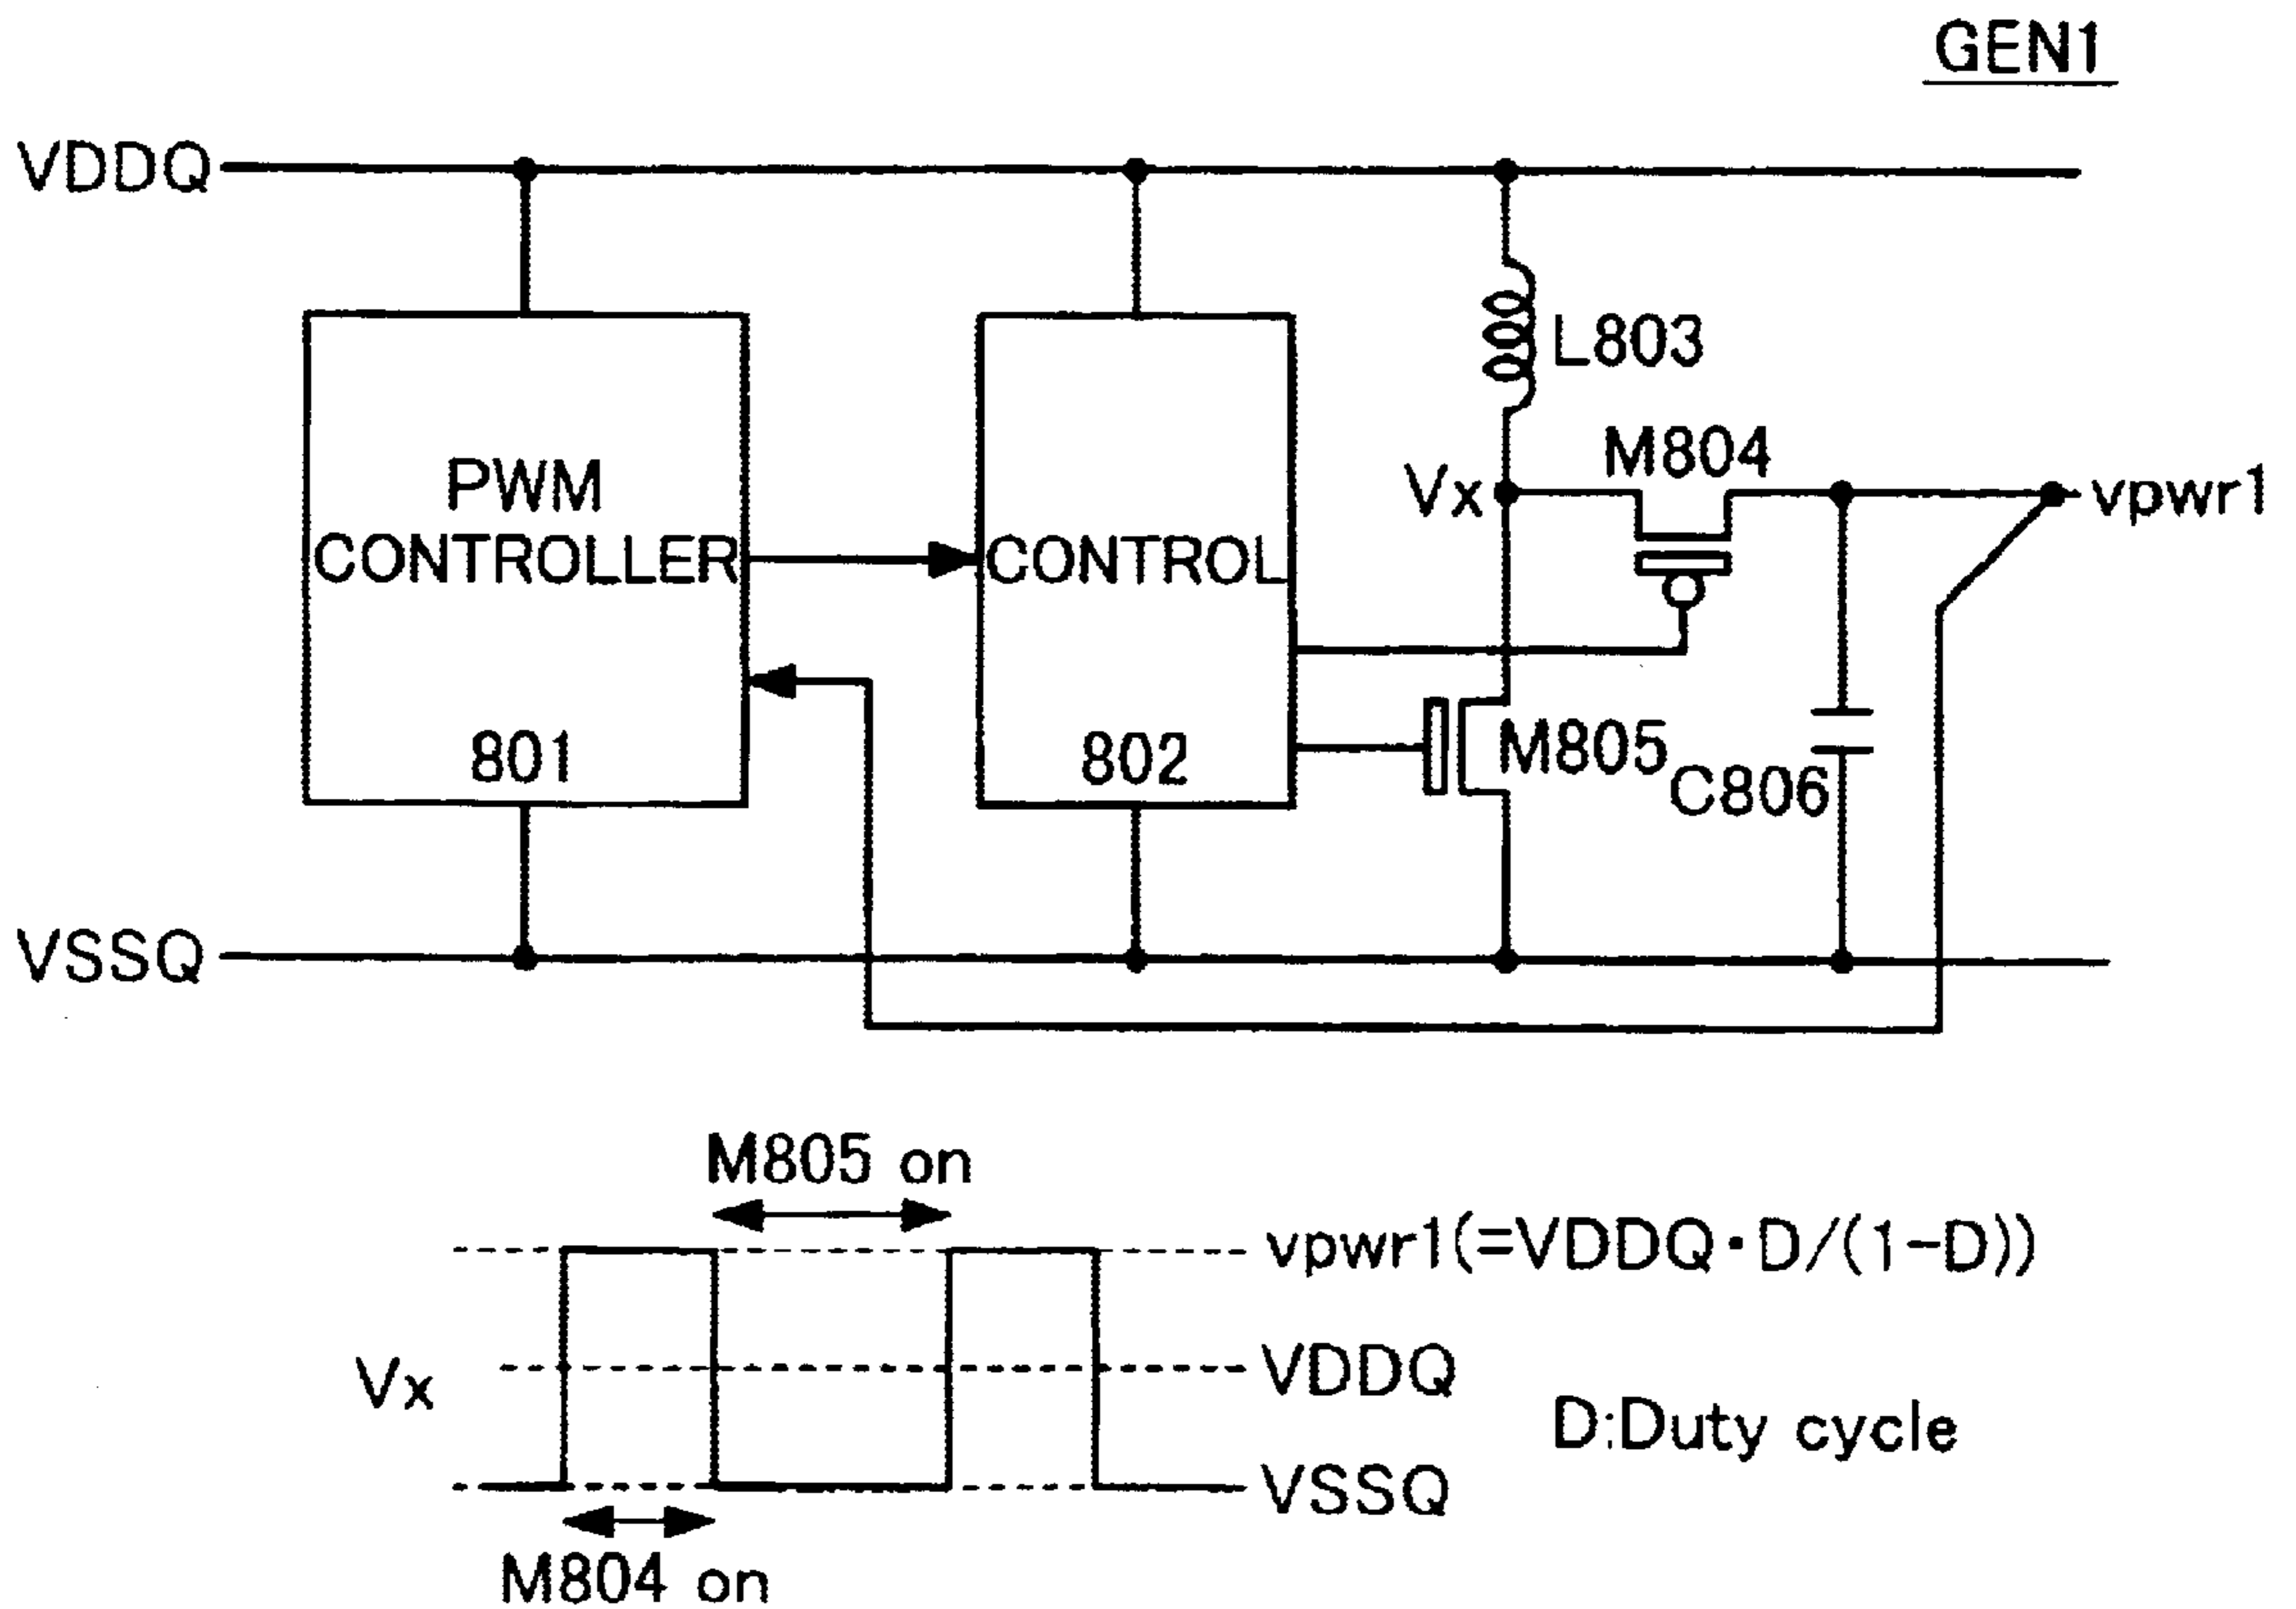 GEN1
VDDQ
L803
M804
Vx
vpwr1
PWM
CONTROLLER
CONTROL
801
802
M805
C806
VSSQ
M805 on
vpwr1(=VDDQ·D/(1-D))
Vx
VDDQ
D:Duty cycle
VSSQ
M804 on